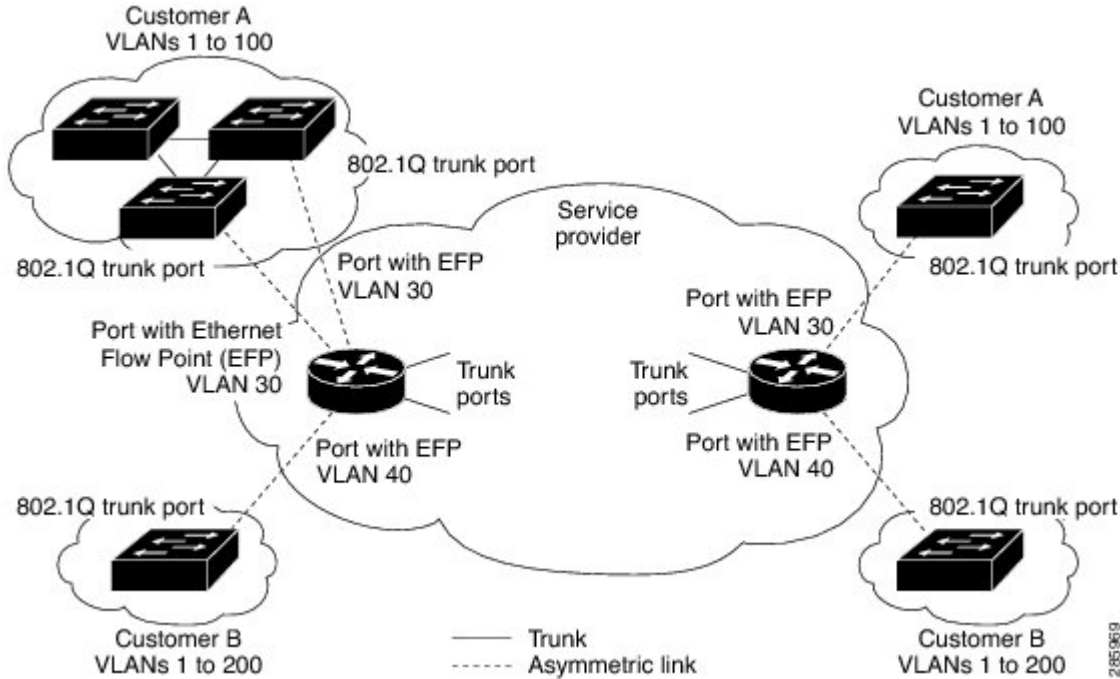 Customer A
VLANs 1 to 100
Customer A
VLANs 1 to 100
802.1Q trunk port
Service
provider
802.1Q trunk port
802.1Q trunk port
Port with EFP
VLAN 30
Port with EFP
VLAN 30
Port with Ethernet
Flow Point (EFP)
VLAN 30
Trunk
ports
Trunk
ports
Port with EFP
VLAN 40
Port with EFP
VLAN 40
802.1Q trunk port
802.1Q trunk port
Customer B
VLANs 1 to 200
Trunk
Asymmetric link
Customer B
VLANs 1 to 200
285969